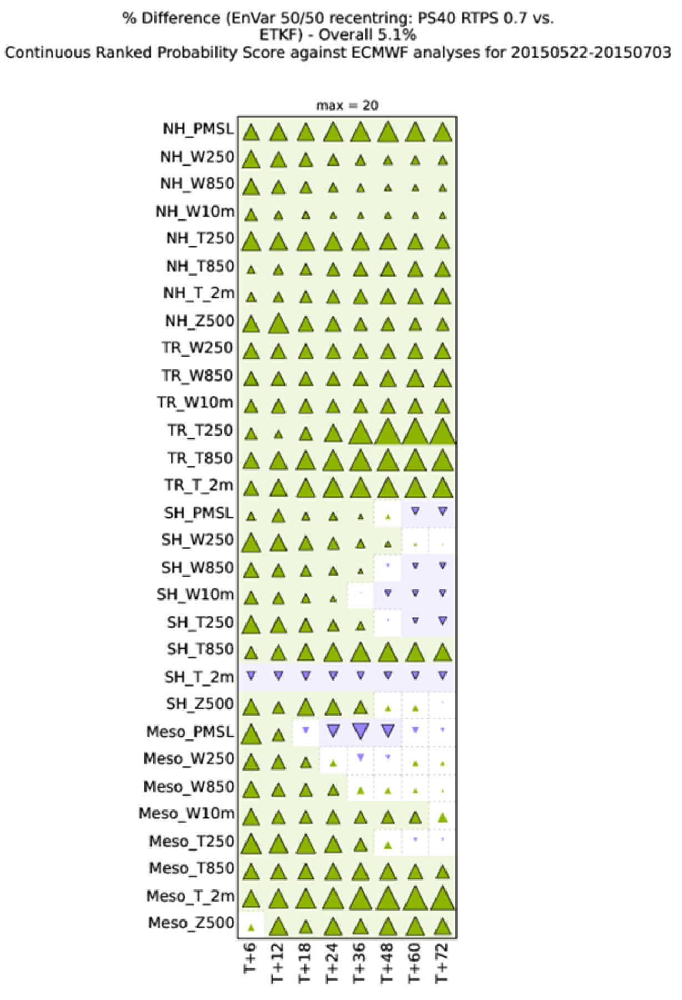 % Difference (EnVar 50/50 recentring: PS40 RTPS 0.7 vs.
ETKF) - Overall 5.1%
Continuous Ranked Probability Score against ECMWF analyses for 20150522-20150703
max = 20
NH_PMSL
NH_W250
NH_W850
NH_W10m
NH_T250
NH_T850
NH_T_2m
NH_Z500
TR_W250
TR_W850
TR_W10m
TR_T250
TR_T850
TR_T_2m
SH_PMSL
SH_W250
SH_W850
SH_W10m
SH_T250
SH_T850
SH_T_2m
SH_Z500
Meso_PMSL
Meso_W250
Meso_W850
Meso_W10m
Meso_T250
Meso_T850
Meso_T_2m
Meso_Z500
T+6
T+12
T+18
T+24
T+36
T+48
T+60
T+72